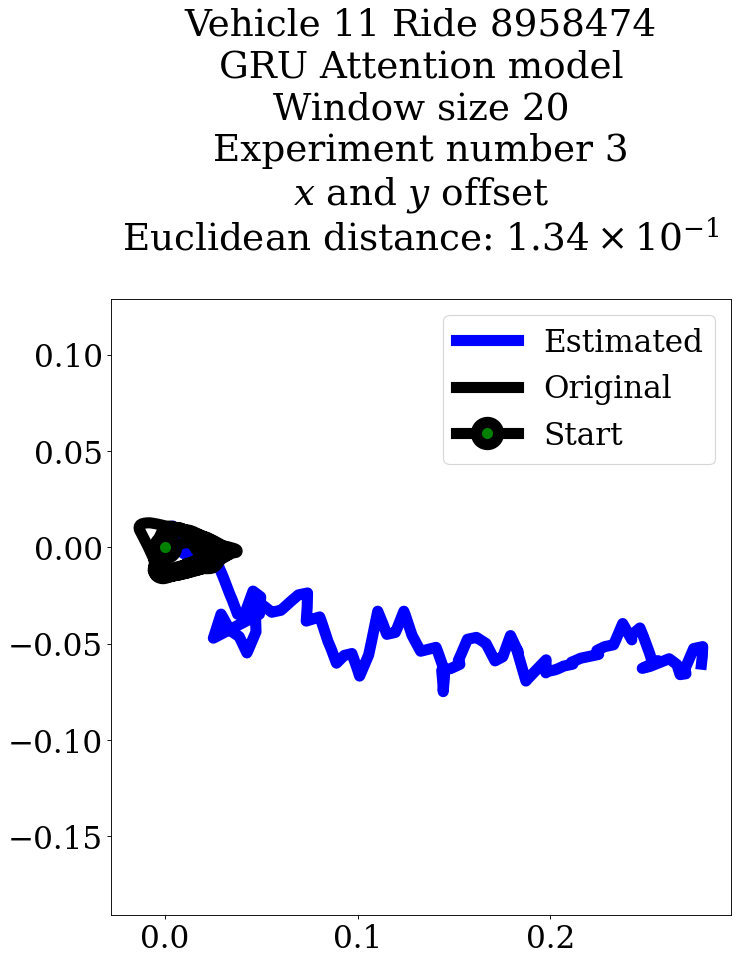 Vehicle 11 Ride 8958474
GRU Attention model
Window size 20
Experiment number 3
x and y offset
Euclidean distance: 1.34 × 10⁻¹
Estimated
Original
Start
0.10
0.05
0.00
−0.05
−0.10
−0.15
0.0 0.1 0.2